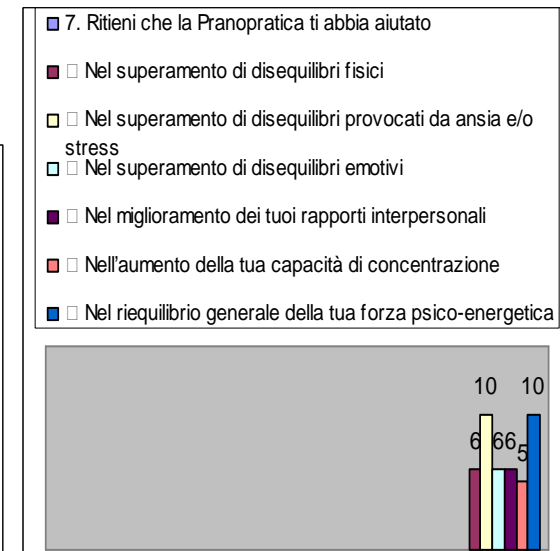 7. Ritieni che la Pranopratica ti abbia aiutato
Nel superamento di disequilibri fisici
Nel superamento di disequilibri provocati da ansia e/o
stress
Nel superamento di disequilibri emotivi
Nel miglioramento dei tuoi rapporti interpersonali
Nell'aumento della tua capacità di concentrazione
Nel riequilibrio generale della tua forza psico-energetica
10 10
6 6 6 5